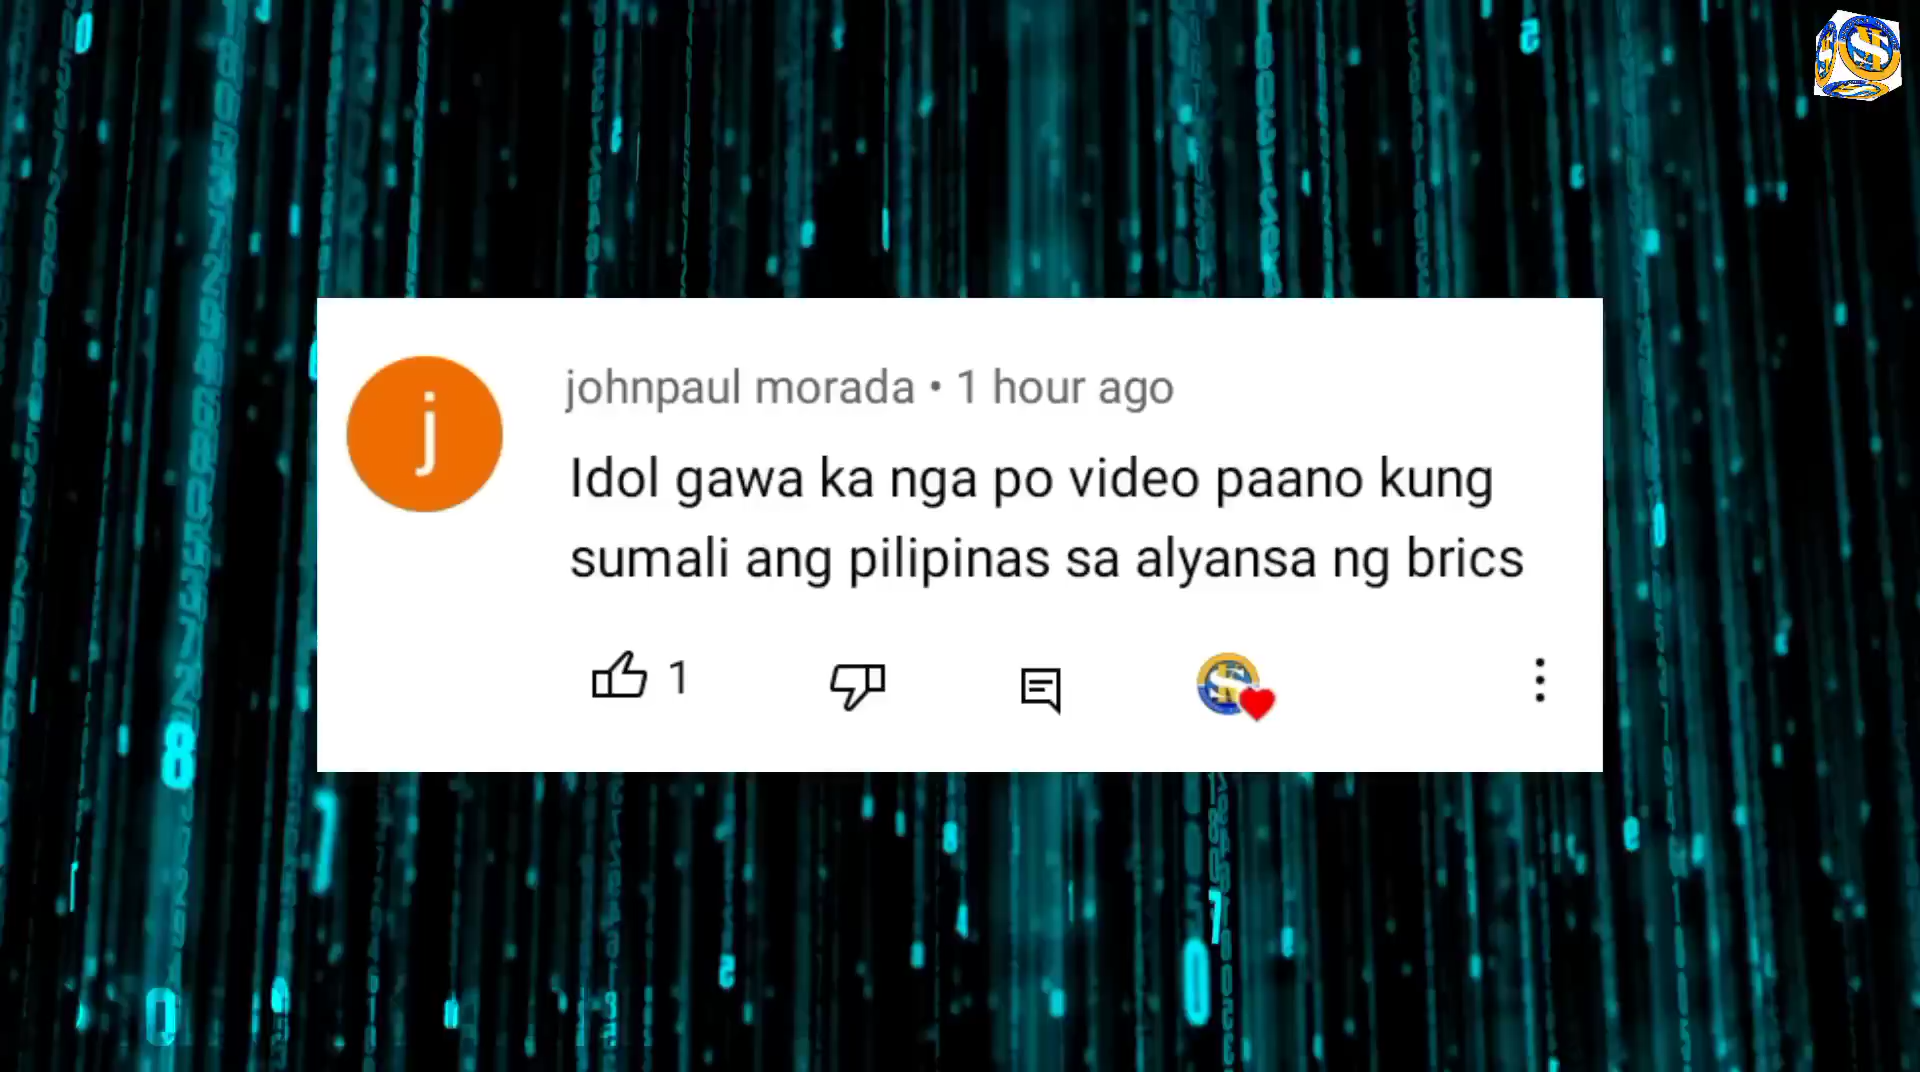 johnpaul morada • 1 hour ago
j
Idol gawa ka nga po video paano kung
sumali ang pilipinas sa alyansa ng brics
1